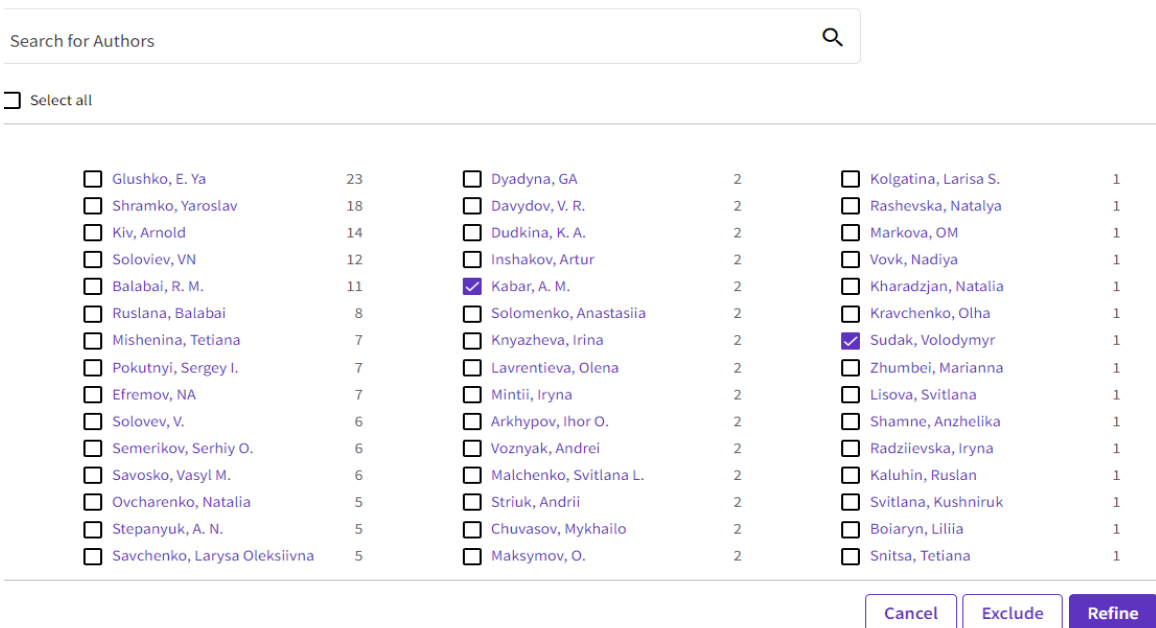 Search for Authors
Select all
Glushko, E. Ya 23 Dyadyna, GA 2 Kolgatina, Larisa S. 1
Shramko, Yaroslav 18 Davydov, V. R. 2 Rashevska, Natalya 1
Kiv, Arnold 14 Dudkina, K. A. 2 Markova, OM 1
Soloviev, VN 12 Inshakov, Artur 2 Vovk, Nadiya 1
Balabai, R. M. 11 Kabar, A. M. 2 Kharadzjan, Natalia 1
Ruslana, Balabai 8 Solomenko, Anastasiia 2 Kravchenko, Olha 1
Mishenina, Tetiana 7 Knyazheva, Irina 2 Sudak, Volodymyr 1
Pokutnyi, Sergey I. 7 Lavrentieva, Olena 2 Zhumbei, Marianna 1
Efremov, NA 7 Mintii, Iryna 2 Lisova, Svitlana 1
Solovev, V. 6 Arkhypov, Ihor O. 2 Shamne, Anzhelika 1
Semerikov, Serhiy O. 6 Voznyak, Andrei 2 Radziievska, Iryna 1
Savosko, Vasyl M. 6 Malchenko, Svitlana L. 2 Kaluhin, Ruslan 1
Ovcharenko, Natalia 5 Striuk, Andrii 2 Svitlana, Kushniruk 1
Stepanyuk, A. N. 5 Chuvasov, Mykhailo 2 Boiaryn, Liliia 1
Savchenko, Larysa Oleksiivna 5 Maksymov, O. 2 Snitsa, Tetiana 1
Cancel Exclude Refine